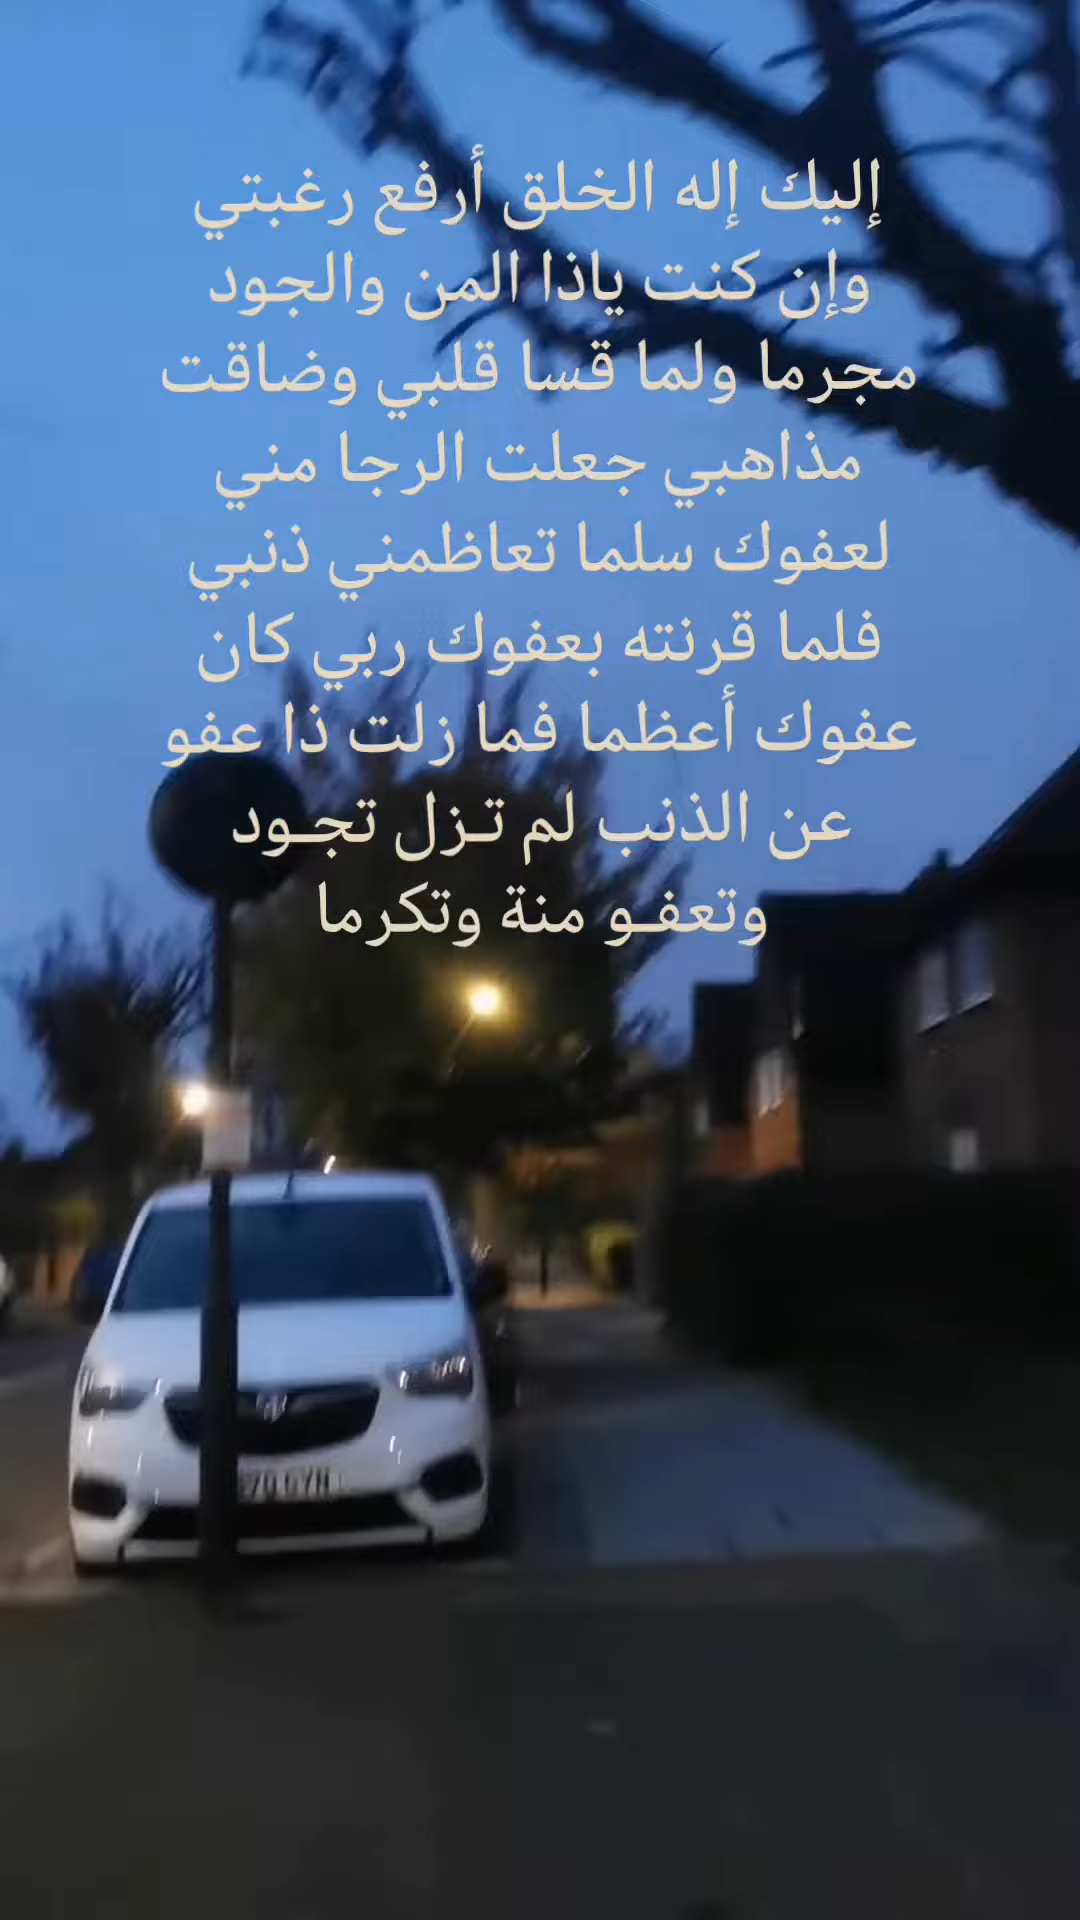 إليك إله الخلق أرفع رغبتي
وإن كنت ياذا المن والجود
مجرما ولما قسا قلبي وضاقت
مذاهبي جعلت الرجا مني
لعفوك سلما تعاظمني ذنبي
فلما قرنته بعفوك ربي كان
عفوك أعظما فما زلت ذا عفو
عن الذنب لم تـزل تجـود
وتعفـو منة وتكرما